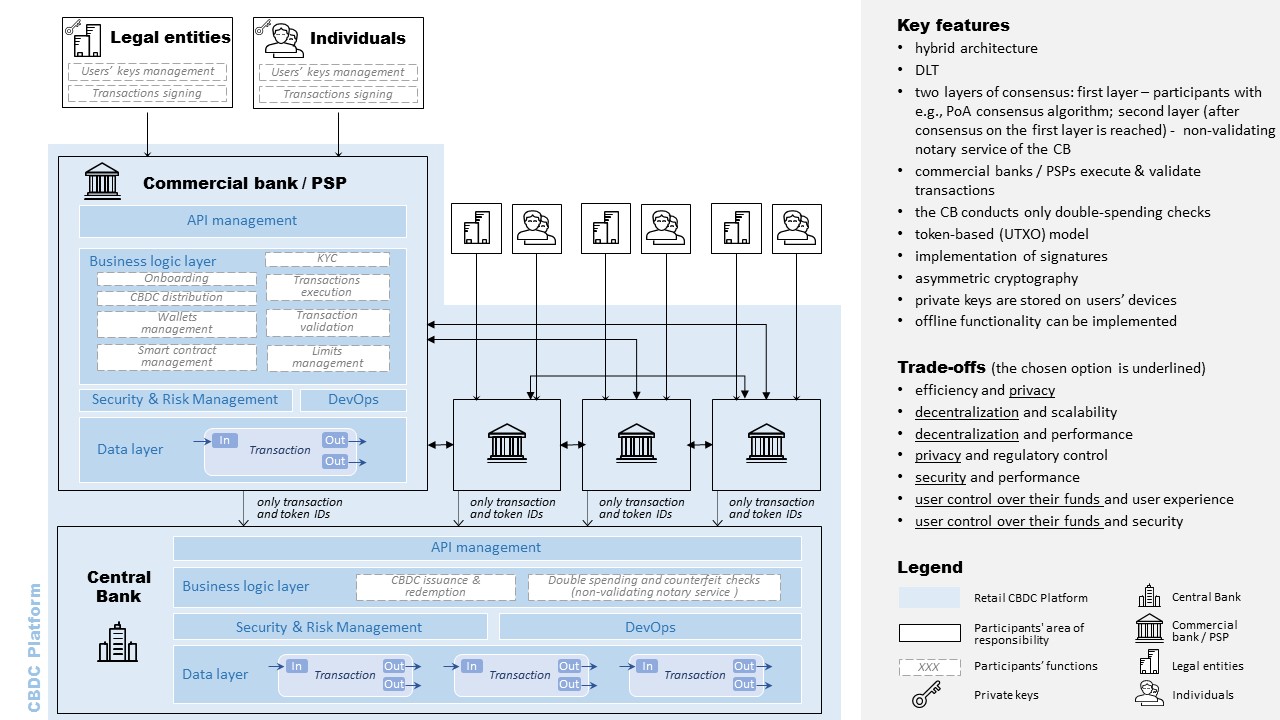 Legal entities
Users' keys management
Transactions signing
Individuals
Users' keys management
Transactions signing
Commercial bank / PSP
API management
Business logic layer
KYC
Onboarding
CBDC distribution
Transactions
execution
Wallets
management
Transaction
validation
Smart contract
management
Limits
management
Security & Risk Management
DevOps
Data layer
In
Transaction
Out
Out
only transaction
and token IDs
only transaction
and token IDs
only transaction
and token IDs
only transaction
and token IDs
Central
Bank
API management
Business logic layer
CBDC issuance &
redemption
Double spending and counterfeit checks
(non-validating notary service )
Security & Risk Management
DevOps
Data layer
In
Transaction
Out
Out
In
Transaction
Out
Out
In
Transaction
Out
Out
CBDC Platform
Key features
• hybrid architecture
• DLT
• two layers of consensus: first layer – participants with
e.g., PoA consensus algorithm; second layer (after
consensus on the first layer is reached) - non-validating
notary service of the CB
• commercial banks / PSPs execute & validate
transactions
• the CB conducts only double-spending checks
• token-based (UTXO) model
• implementation of signatures
• asymmetric cryptography
• private keys are stored on users' devices
• offline functionality can be implemented
Trade-offs (the chosen option is underlined)
• efficiency and privacy
• decentralization and scalability
• decentralization and performance
• privacy and regulatory control
• security and performance
• user control over their funds and user experience
• user control over their funds and security
Legend
Retail CBDC Platform
Central Bank
Participants' area of
responsibility
Commercial
bank / PSP
XXX
Participants' functions
Legal entities
Private keys
Individuals